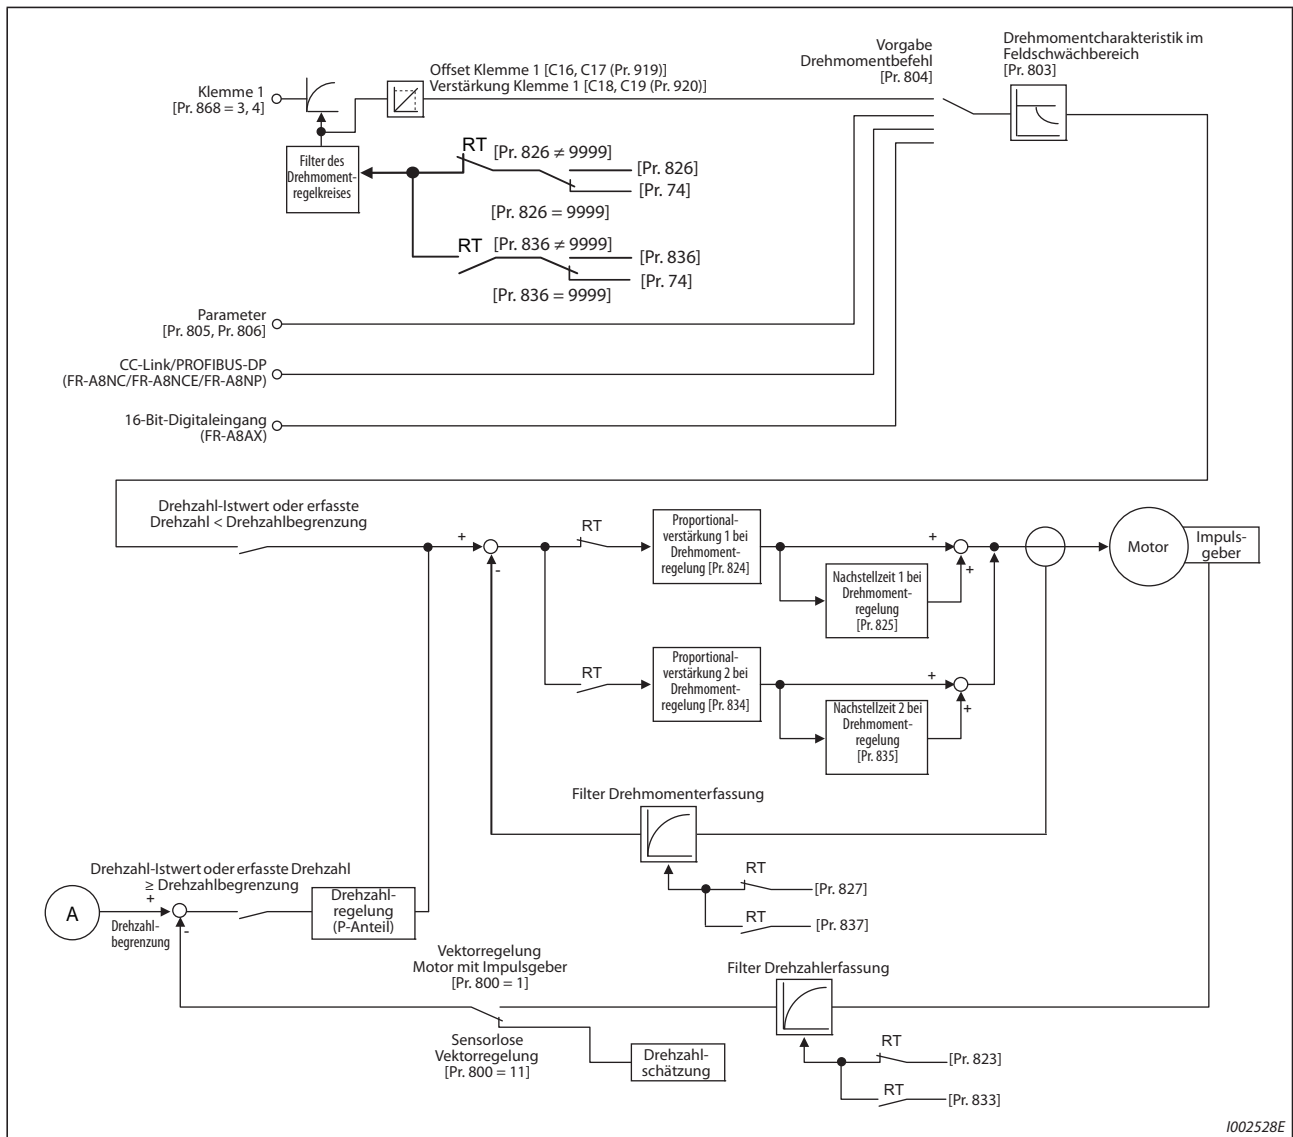 Vorgabe
Drehmomentbefehl
[Pr. 804]
Drehmomentcharakteristik im
Feldschwächbereich
[Pr. 803]
Offset Klemme 1 [C16, C17 (Pr. 919)]
Verstärkung Klemme 1 [C18, C19 (Pr. 920)]
Klemme 1
[Pr. 868 = 3, 4]
Filter des
Drehmoment-
regelkreises
RT
[Pr. 826 ≠ 9999]
[Pr. 826]
[Pr. 74]
[Pr. 826 = 9999]
RT
[Pr. 836 ≠ 9999]
[Pr. 836]
[Pr. 74]
[Pr. 836 = 9999]
Parameter
[Pr. 805, Pr. 806]
CC-Link/PROFIBUS-DP
(FR-A8NC/FR-A8NCE/FR-A8NP)
16-Bit-Digitaleingang
(FR-A8AX)
Drehzahl-Istwert oder erfasste
Drehzahl < Drehzahlbegrenzung
+
-
RT
Proportional-
verstärkung 1 bei
Drehmoment-
regelung [Pr. 824]
+
+
Nachstellzeit 1 bei
Drehmoment-
regelung
[Pr. 825]
Motor
Impuls-
geber
RT
Proportional-
verstärkung 2 bei
Drehmoment-
regelung [Pr. 834]
+
+
Nachstellzeit 2 bei
Drehmoment-
regelung
[Pr. 835]
Filter Drehmomenterfassung
RT
[Pr. 827]
RT
[Pr. 837]
Drehzahl-Istwert oder erfasste Drehzahl
≥ Drehzahlbegrenzung
A
+
-
Drehzahl-
begrenzung
Drehzahl-
regelung
(P-Anteil)
Vektorregelung
Motor mit Impulsgeber
[Pr. 800 = 1]
Sensorlose
Vektorregelung
[Pr. 800 = 11]
Drehzahl-
schätzung
Filter Drehzahlerfassung
RT
[Pr. 823]
RT
[Pr. 833]
I002528E